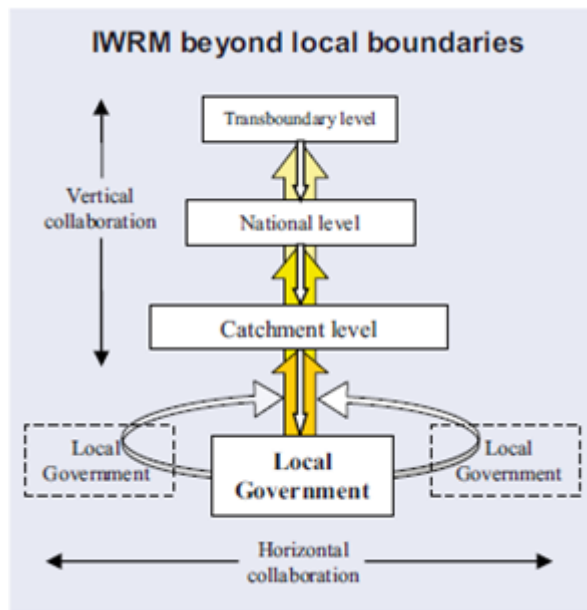 IWRM beyond local boundaries
Transboundary level
Vertical
collaboration
National level
Catchment level
Local
Government
Local
Government
Local
Government
Horizontal
collaboration